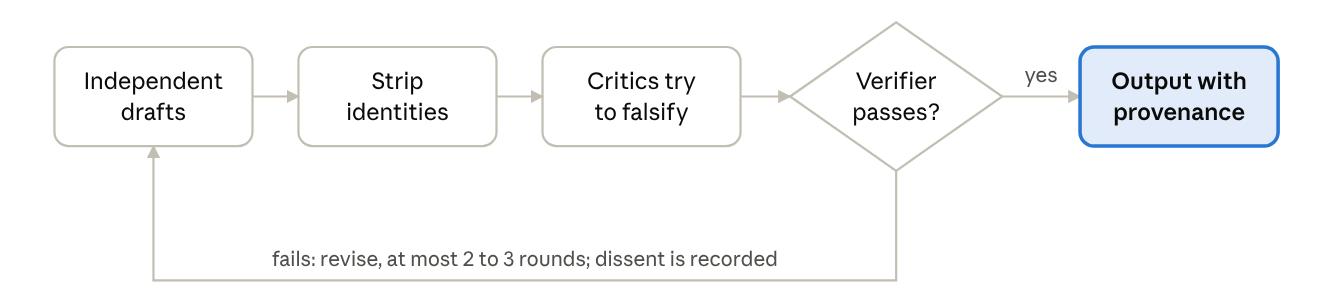 Independent
drafts
Strip
identities
Critics try
to falsify
Verifier
passes?
yes
Output with
provenance
fails: revise, at most 2 to 3 rounds; dissent is recorded